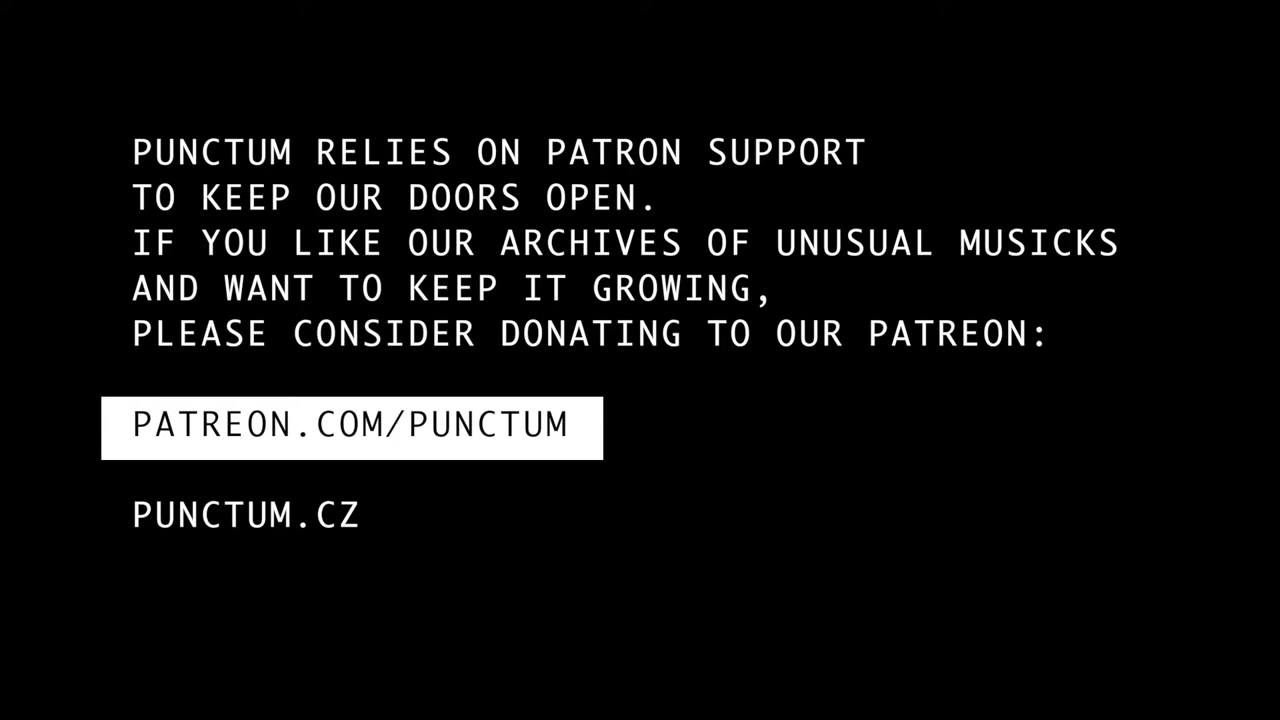 PUNCTUM RELIES ON PATRON SUPPORT
TO KEEP OUR DOORS OPEN.
IF YOU LIKE OUR ARCHIVES OF UNUSUAL MUSICKS
AND WANT TO KEEP IT GROWING,
PLEASE CONSIDER DONATING TO OUR PATREON:
PATREON.COM/PUNCTUM
PUNCTUM.CZ